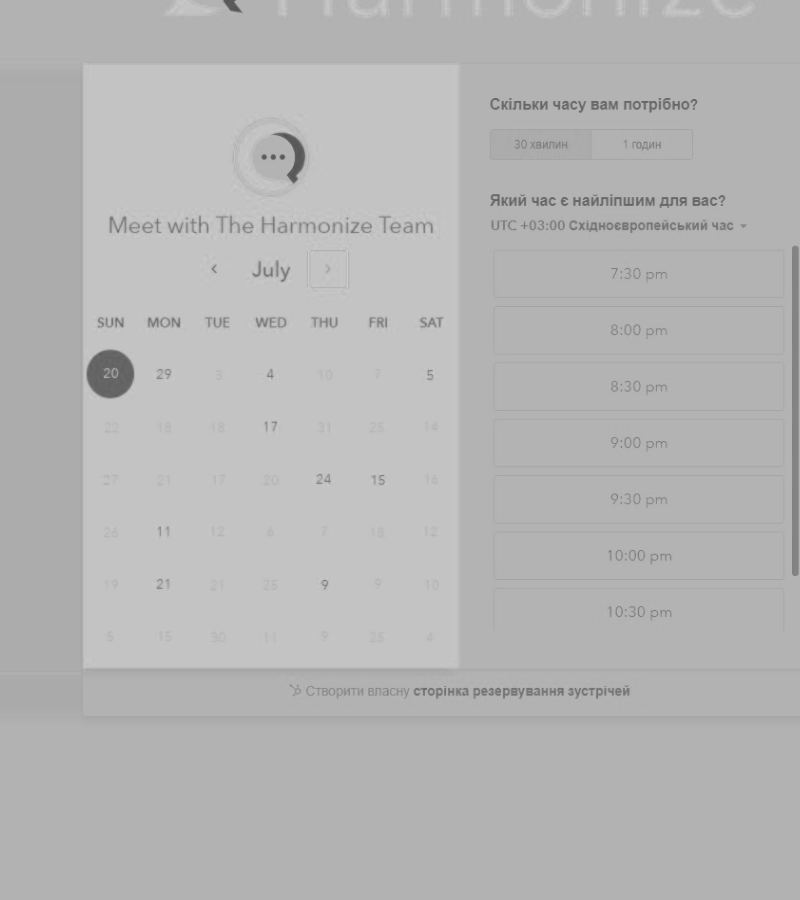 Harmonize
Meet with The Harmonize Team
July
SUN MON TUE WED THU FRI SAT
20 29 3 4 10 7 5
22 18 18 17 31 25 14
27 21 17 20 24 15 16
26 11 12 6 7 18 12
19 21 21 25 9 9 10
5 15 30 11 9 25 4
Скільки часу вам потрібно?
30 хвилин 1 годин
Який час є найліпшим для вас?
UTC +03:00 Східноєвропейський час
7:30 pm
8:00 pm
8:30 pm
9:00 pm
9:30 pm
10:00 pm
10:30 pm
Створити власну сторінка резервування зустрічей